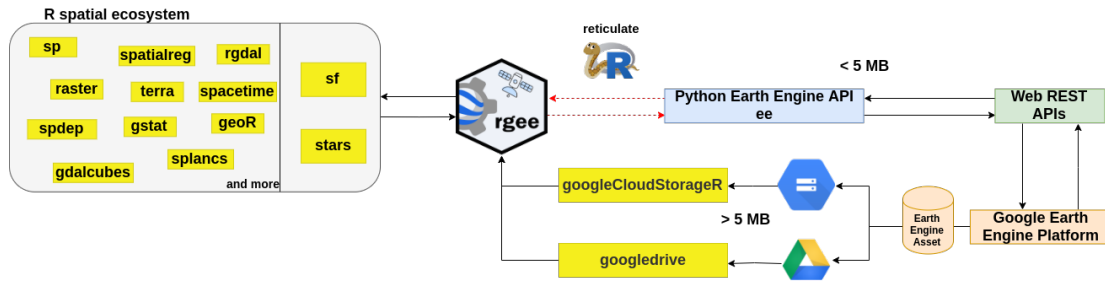 R spatial ecosystem
sp
spatialreg
rgdal
raster
terra
spacetime
spdep
gstat
geoR
splancs
gdalcubes
and more
sf
stars
rgee
reticulate
R
Python Earth Engine API
ee
< 5 MB
Web REST
APIs
googleCloudStorageR
> 5 MB
googledrive
Earth
Engine
Asset
Google Earth
Engine Platform